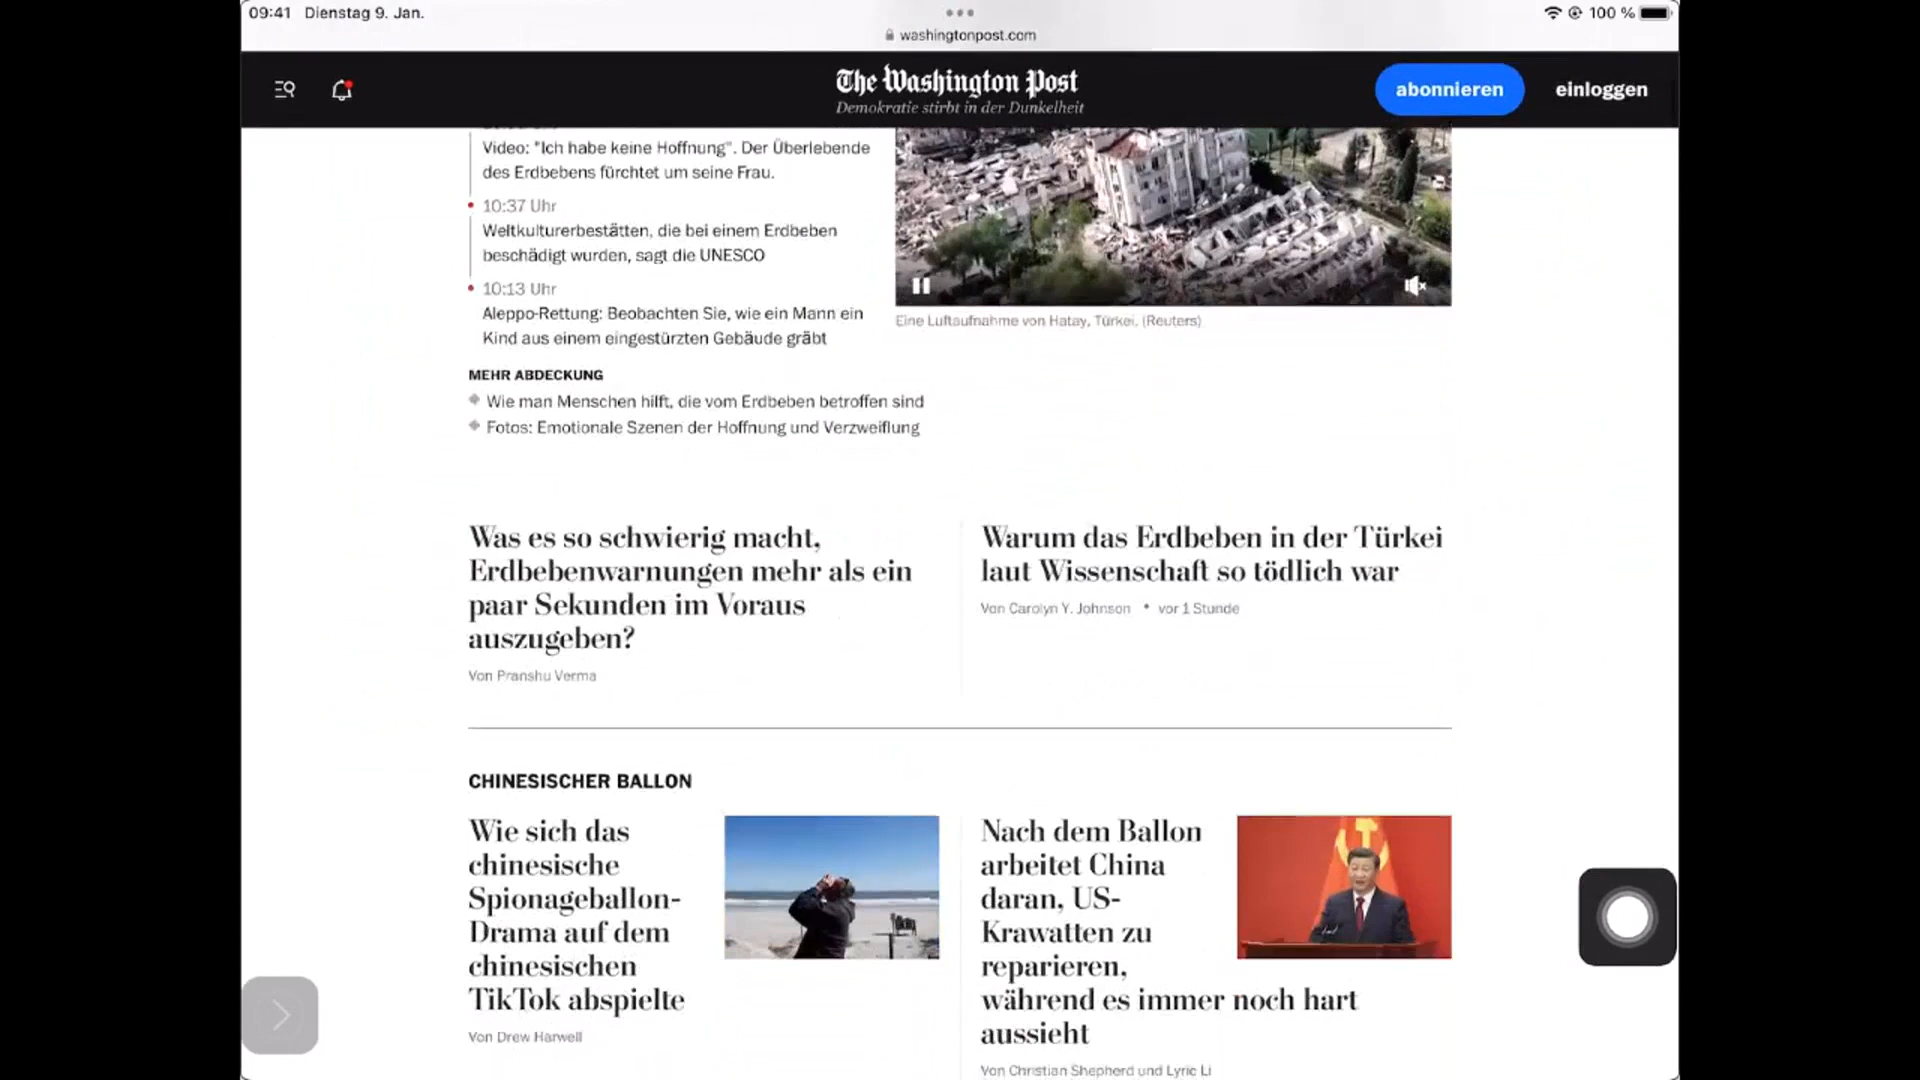 09:41 Dienstag 9. Jan.
100 %
washingtonpost.com
The Washington Post
Demokratie stirbt in der Dunkelheit
abonnieren
einloggen
Video: "Ich habe keine Hoffnung". Der Überlebende
des Erdbebens fürchtet um seine Frau.
10:37 Uhr
Weltkulturerbestätten, die bei einem Erdbeben
beschädigt wurden, sagt die UNESCO
10:13 Uhr
Aleppo-Rettung: Beobachten Sie, wie ein Mann ein
Kind aus einem eingestürzten Gebäude gräbt
Eine Luftaufnahme von Hatay, Türkei, (Reuters)
MEHR ABDECKUNG
Wie man Menschen hilft, die vom Erdbeben betroffen sind
Fotos: Emotionale Szenen der Hoffnung und Verzweiflung
Was es so schwierig macht,
Erdbebenwarnungen mehr als ein
paar Sekunden im Voraus
auszugeben?
Von Pranshu Verma
Warum das Erdbeben in der Türkei
laut Wissenschaft so tödlich war
Von Carolyn Y. Johnson • vor 1 Stunde
CHINESISCHER BALLON
Wie sich das
chinesische
Spionageballon-
Drama auf dem
chinesischen
TikTok abspielte
Von Drew Harwell
Nach dem Ballon
arbeitet China
daran, US-
Krawatten zu
reparieren,
während es immer noch hart
aussieht
Von Christian Shepherd und Lyric Li